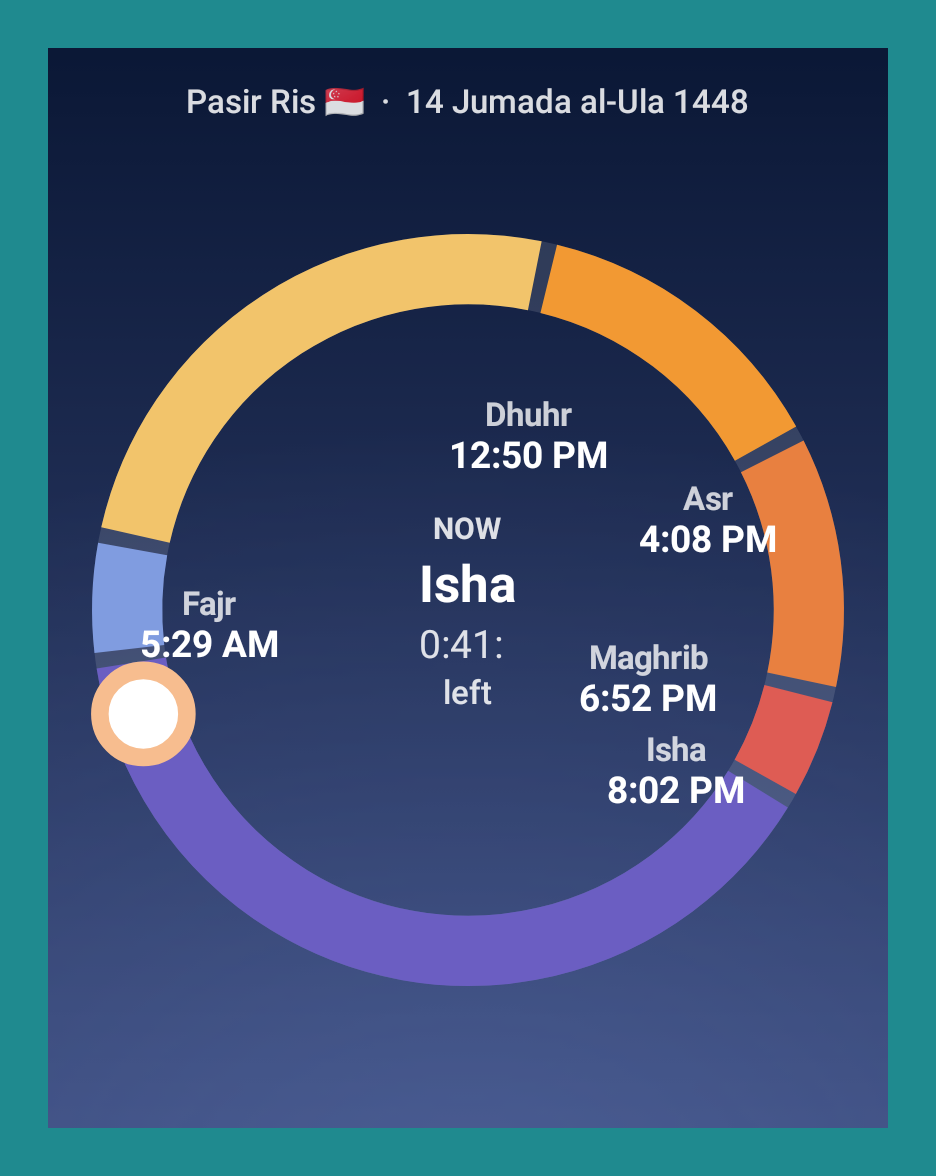 Pasir Ris 🇸🇬 · 14 Jumada al-Ula 1448
Dhuhr
12:50 PM
Asr
4:08 PM
NOW
Isha
0:41:
left
Fajr
5:29 AM
Maghrib
6:52 PM
Isha
8:02 PM